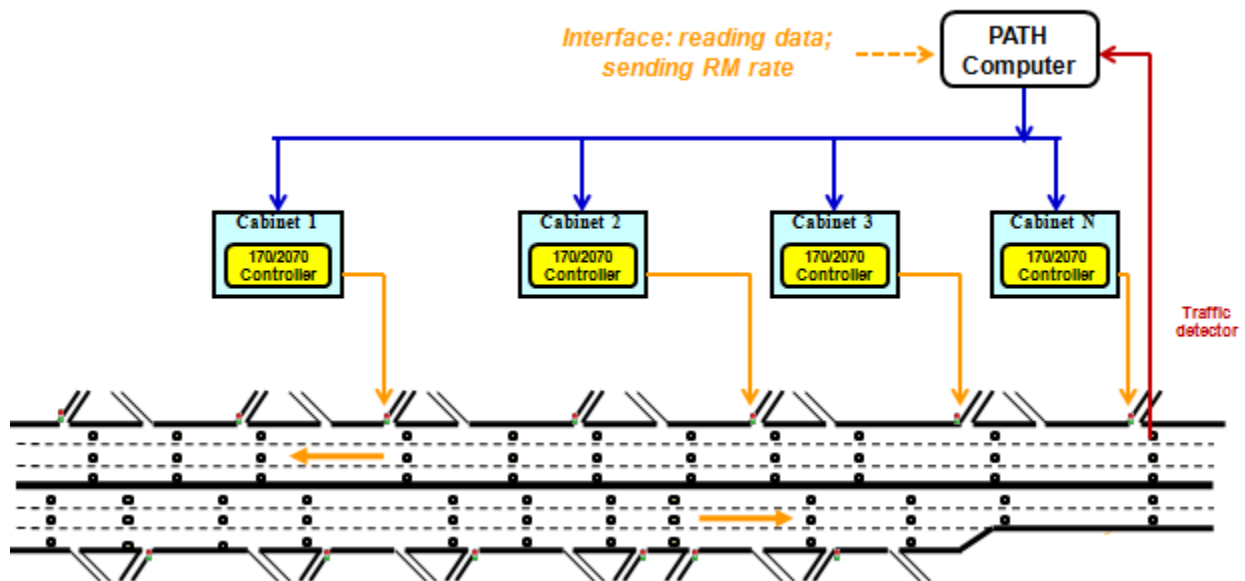 Interface: reading data;
sending RM rate
PATH
Computer
Cabinet 1
170/2070
Controller
Cabinet 2
170/2070
Controller
Cabinet 3
170/2070
Controller
Cabinet N
170/2070
Controller
Traffic
detector